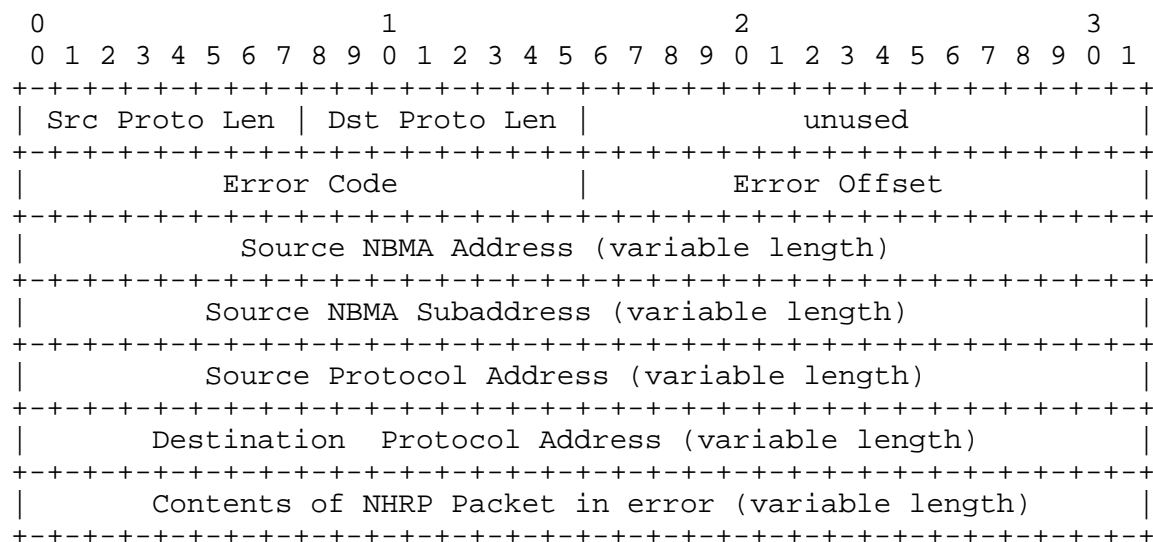 0                   1                   2                   3
 0 1 2 3 4 5 6 7 8 9 0 1 2 3 4 5 6 7 8 9 0 1 2 3 4 5 6 7 8 9 0 1
+-+-+-+-+-+-+-+-+-+-+-+-+-+-+-+-+-+-+-+-+-+-+-+-+-+-+-+-+-+-+-+-+
| Src Proto Len | Dst Proto Len |            unused             |
+-+-+-+-+-+-+-+-+-+-+-+-+-+-+-+-+-+-+-+-+-+-+-+-+-+-+-+-+-+-+-+-+
|           Error Code          |        Error Offset           |
+-+-+-+-+-+-+-+-+-+-+-+-+-+-+-+-+-+-+-+-+-+-+-+-+-+-+-+-+-+-+-+-+
|            Source NBMA Address (variable length)              |
+-+-+-+-+-+-+-+-+-+-+-+-+-+-+-+-+-+-+-+-+-+-+-+-+-+-+-+-+-+-+-+-+
|          Source NBMA Subaddress (variable length)             |
+-+-+-+-+-+-+-+-+-+-+-+-+-+-+-+-+-+-+-+-+-+-+-+-+-+-+-+-+-+-+-+-+
|          Source Protocol Address (variable length)            |
+-+-+-+-+-+-+-+-+-+-+-+-+-+-+-+-+-+-+-+-+-+-+-+-+-+-+-+-+-+-+-+-+
|       Destination  Protocol Address (variable length)         |
+-+-+-+-+-+-+-+-+-+-+-+-+-+-+-+-+-+-+-+-+-+-+-+-+-+-+-+-+-+-+-+-+
|       Contents of NHRP Packet in error (variable length)      |
+-+-+-+-+-+-+-+-+-+-+-+-+-+-+-+-+-+-+-+-+-+-+-+-+-+-+-+-+-+-+-+-+